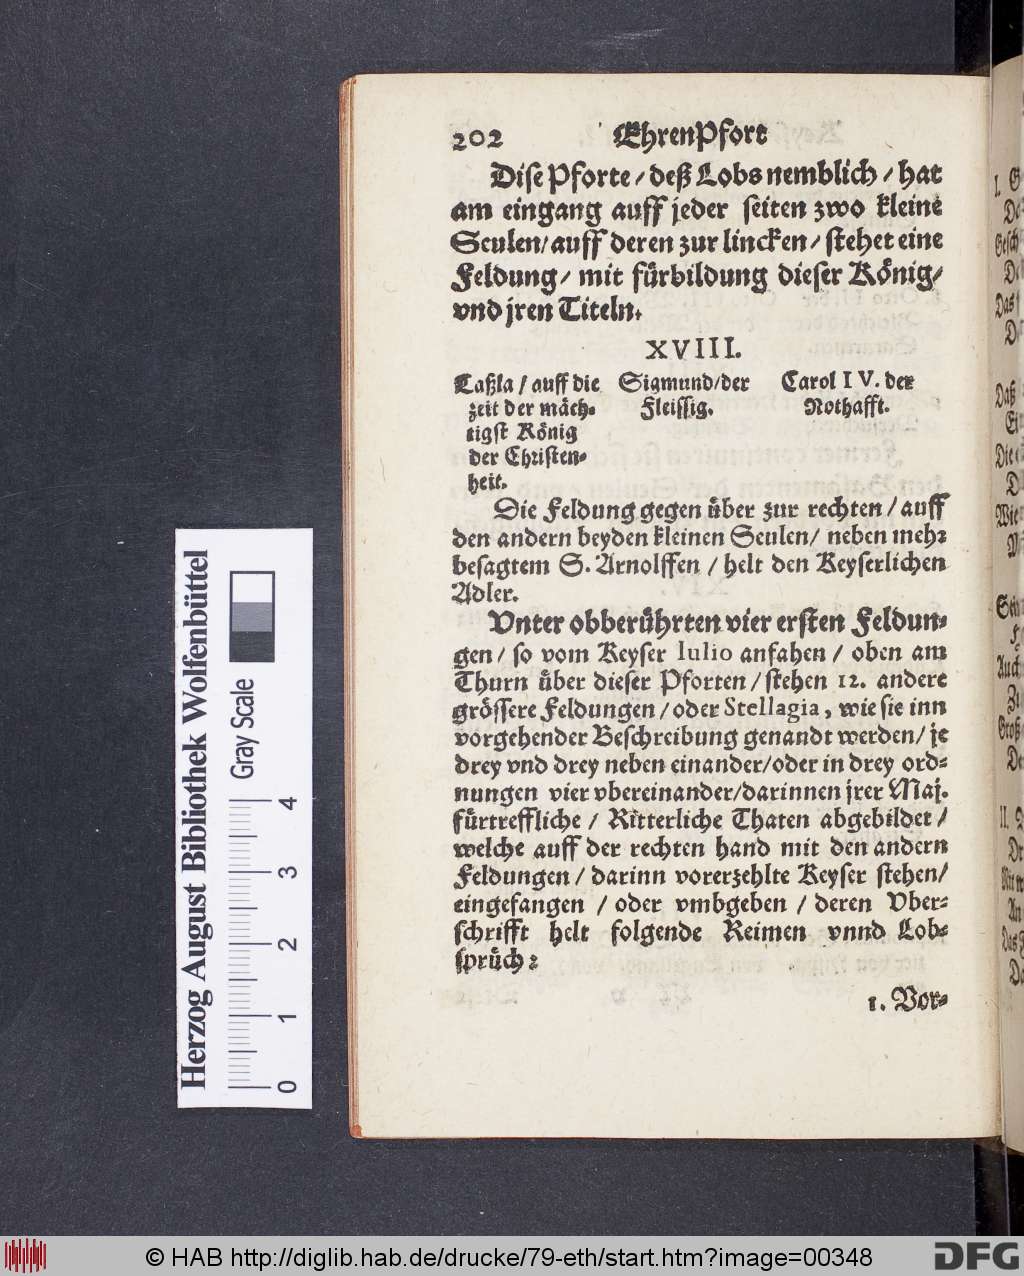 202 EhrenPfort
Dise Pforte / deß Lobs nemblich / hat
am eingang auff jeder seiten zwo kleine
Seulen / auff deren zur lincken / stehet eine
Feldung / mit fürbildung dieser König /
vnd jren Titeln.
XVIII.
Laßla / auff die zeit der mäch-
tigst König
der Christen-
heit.
Sigmund / der
Fleissig.
Carol IV. der
Nothafft.
Die Feldung gegen über zur rechten / auff
den andern beyden kleinen Seulen / neben mehr
besagtem S. Arnolffen / helt den Keyserlichen
Adler.
Vnter obberührten vier ersten Feldun-
gen / so vom Keyser Iulio anfahen / oben am
Thurn über dieser Pforten / stehen 12. andere
grössere Feldungen / oder Stellagia, wie sie inn
vorgehender Beschreibung genandt werden / je
drey vnd drey neben einander / oder in drey ord-
nungen vier vbereinander / darinnen jrer Maj.
fürtreffliche / Ritterliche Thaten abgebildet /
welche auff der rechten hand mit den andern
Feldungen / darinn vorerzehlte Keyser stehen /
eingefangen / oder vmbgeben / deren Vber-
schrifft helt folgende Reimen vnnd Lob-
sprüch:
1. Vor-
Herzog August Bibliothek Wolfenbüttel
Gray Scale
0 1 2 3 4
© HAB http://diglib.hab.de/drucke/79-eth/start.htm?image=00348
DFG